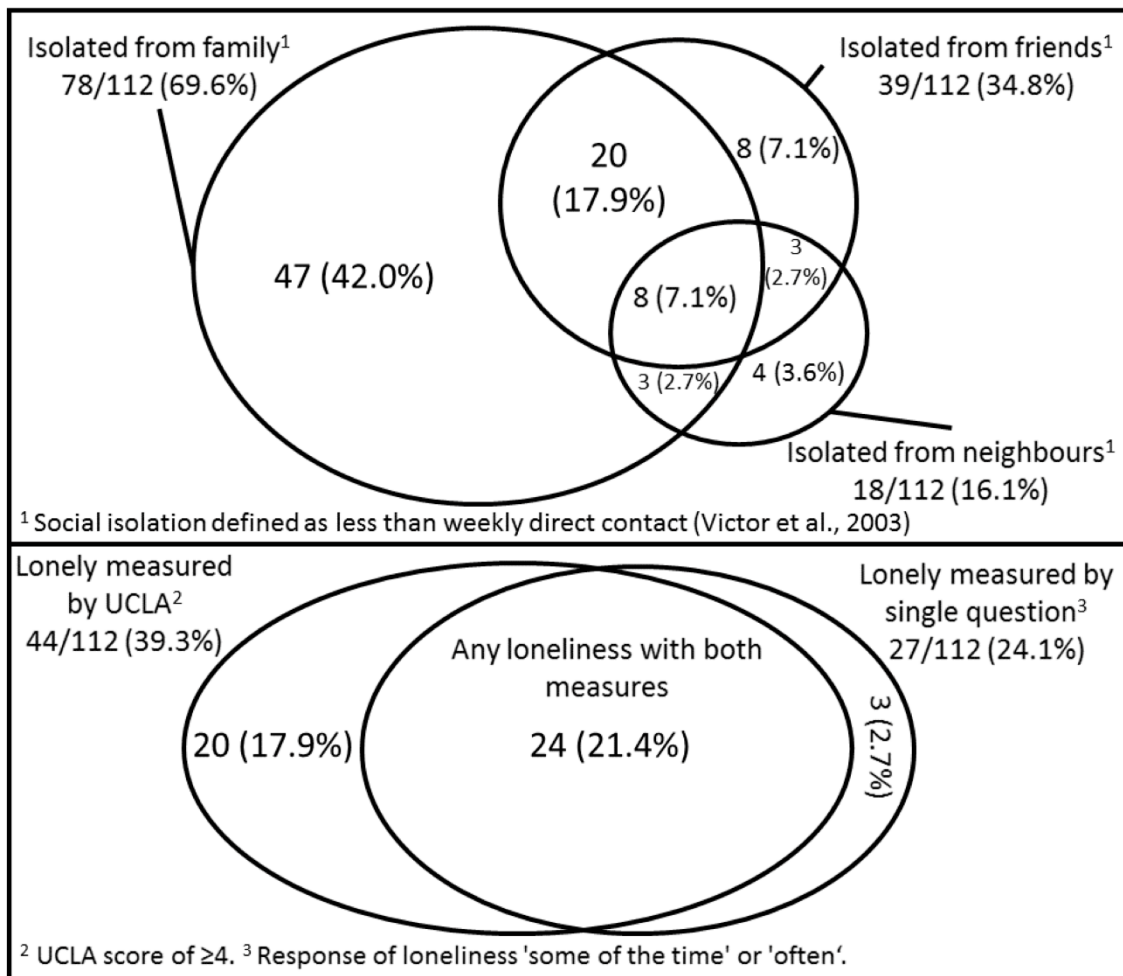 Isolated from family¹
78/112 (69.6%)
Isolated from friends¹
39/112 (34.8%)
8 (7.1%)
20
(17.9%)
3
(2.7%)
47 (42.0%)
8 (7.1%)
3 (2.7%)
4 (3.6%)
Isolated from neighbours¹
18/112 (16.1%)
¹ Social isolation defined as less than weekly direct contact (Victor et al., 2003)
Lonely measured
by UCLA²
44/112 (39.3%)
Lonely measured by
single question³
27/112 (24.1%)
Any loneliness with both
measures
20 (17.9%)
24 (21.4%)
3
(2.7%)
² UCLA score of ≥4. ³ Response of loneliness 'some of the time' or 'often‘.